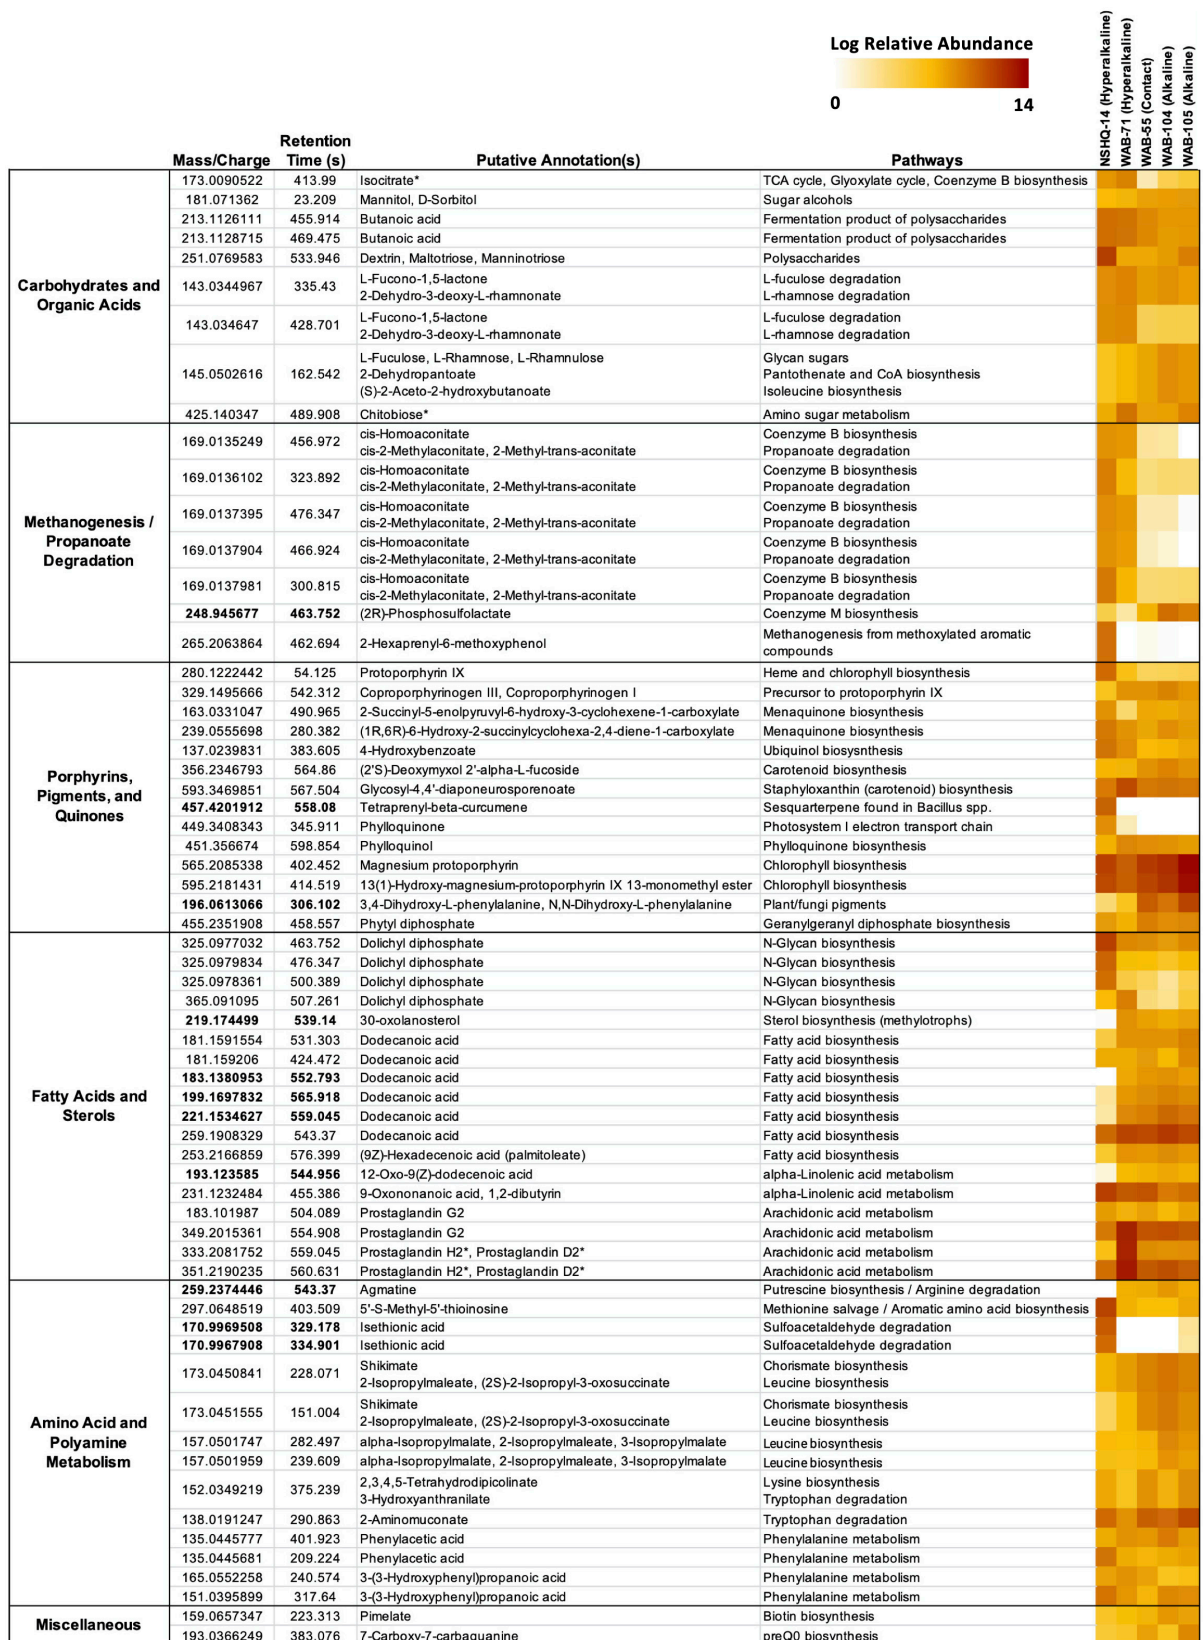 Log Relative Abundance
0 14
NSHQ-14 (Hyperalkaline)
WAB-71 (Hyperalkaline)
WAB-55 (Contact)
WAB-104 (Alkaline)
WAB-105 (Alkaline)
Mass/Charge Retention Time (s) Putative Annotation(s) Pathways
Carbohydrates and Organic Acids
173.0090522 413.99 Isocitrate* TCA cycle, Glyoxylate cycle, Coenzyme B biosynthesis
181.071362 23.209 Mannitol, D-Sorbitol Sugar alcohols
213.1126111 455.914 Butanoic acid Fermentation product of polysaccharides
213.1128715 469.475 Butanoic acid Fermentation product of polysaccharides
251.0769583 533.946 Dextrin, Maltotriose, Manninotriose Polysaccharides
143.0344967 335.43 L-Fucono-1,5-lactone L-fuculose degradation
2-Dehydro-3-deoxy-L-rhamnonate L-rhamnose degradation
143.034647 428.701 L-Fucono-1,5-lactone L-fuculose degradation
2-Dehydro-3-deoxy-L-rhamnonate L-rhamnose degradation
145.0502616 162.542 L-Fuculose, L-Rhamnose, L-Rhamnulose Glycan sugars
2-Dehydropantoate Pantothenate and CoA biosynthesis
(S)-2-Aceto-2-hydroxybutanoate Isoleucine biosynthesis
425.140347 489.908 Chitobiose* Amino sugar metabolism
Methanogenesis / Propanoate Degradation
169.0135249 456.972 cis-Homoaconitate Coenzyme B biosynthesis
cis-2-Methylaconitate, 2-Methyl-trans-aconitate Propanoate degradation
169.0136102 323.892 cis-Homoaconitate Coenzyme B biosynthesis
cis-2-Methylaconitate, 2-Methyl-trans-aconitate Propanoate degradation
169.0137395 476.347 cis-Homoaconitate Coenzyme B biosynthesis
cis-2-Methylaconitate, 2-Methyl-trans-aconitate Propanoate degradation
169.0137904 466.924 cis-Homoaconitate Coenzyme B biosynthesis
cis-2-Methylaconitate, 2-Methyl-trans-aconitate Propanoate degradation
169.0137981 300.815 cis-Homoaconitate Coenzyme B biosynthesis
cis-2-Methylaconitate, 2-Methyl-trans-aconitate Propanoate degradation
248.945677 463.752 (2R)-Phosphosulfolactate Coenzyme M biosynthesis
265.2063864 462.694 2-Hexaprenyl-6-methoxyphenol Methanogenesis from methoxylated aromatic
compounds
Porphyrins, Pigments, and Quinones
280.1222442 54.125 Protoporphyrin IX Heme and chlorophyll biosynthesis
329.1495666 542.312 Coproporphyrinogen III, Coproporphyrinogen I Precursor to protoporphyrin IX
163.0331047 490.965 2-Succinyl-5-enolpyruvyl-6-hydroxy-3-cyclohexene-1-carboxylate Menaquinone biosynthesis
239.0555698 280.382 (1R,6R)-6-Hydroxy-2-succinylcyclohexa-2,4-diene-1-carboxylate Menaquinone biosynthesis
137.0239831 383.605 4-Hydroxybenzoate Ubiquinol biosysnthesis
356.2346793 564.86 (2'S)-Deoxymyxol 2'-alpha-L-fucoside Carotenoid biosynthesis
593.3469851 567.504 Glycosyl-4,4'-diaponeurosporenoate Staphyloxanthin (carotenoid) biosynthesis
457.4201912 558.08 Tetraprenyl-beta-curcumene Sesquarterpene found in Bacillus spp.
449.3408343 345.911 Phylloquinone Photosystem I electron transport chain
451.356674 598.854 Phylloquinol Phylloquinone biosynthesis
565.2085338 402.452 Magnesium protoporphyrin Chlorophyll biosynthesis
595.2181431 414.519 13(1)-Hydroxy-magnesium-protoporphyrin IX 13-monomethyl ester Chlorophyll biosynthesis
196.0613066 306.102 3,4-Dihydroxy-L-phenylalanine, N,N-Dihydroxy-L-phenylalanine Plant/fungi pigments
455.2351908 458.557 Phytyl diphosphate Geranylgeranyl diphosphate biosynthesis
Fatty Acids and Sterols
325.0977032 463.752 Dolichyl diphosphate N-Glycan biosynthesis
325.0979834 476.347 Dolichyl diphosphate N-Glycan biosynthesis
325.0978361 500.389 Dolichyl diphosphate N-Glycan biosynthesis
365.091095 507.261 Dolichyl diphosphate N-Glycan biosynthesis
219.174499 539.14 30-oxolanosterol Sterol biosynthesis (methylotrophs)
181.1591554 531.303 Dodecanoic acid Fatty acid biosynthesis
181.159206 424.472 Dodecanoic acid Fatty acid biosynthesis
183.1380953 552.793 Dodecanoic acid Fatty acid biosynthesis
199.1697832 565.918 Dodecanoic acid Fatty acid biosynthesis
221.1534627 559.045 Dodecanoic acid Fatty acid biosynthesis
259.1908329 543.37 Dodecanoic acid Fatty acid biosynthesis
253.2166859 576.399 (9Z)-Hexadecenoic acid (palmitoleate) Fatty acid biosynthesis
193.123585 544.956 12-Oxo-9(Z)-dodecenoic acid alpha-Linolenic acid metabolism
231.1232484 455.386 9-Oxononanoic acid, 1,2-dibutyrin alpha-Linolenic acid metabolism
183.101987 504.089 Prostaglandin G2 Arachidonic acid metabolism
349.2015361 554.908 Prostaglandin G2 Arachidonic acid metabolism
333.2081752 559.045 Prostaglandin H2*, Prostaglandin D2* Arachidonic acid metabolism
351.2190235 560.631 Prostaglandin H2*, Prostaglandin D2* Arachidonic acid metabolism
Amino Acid and Polyamine Metabolism
259.2374446 543.37 Agmatine Putrescine biosynthesis / Arginine degradation
297.0648519 403.509 5'-S-Methyl-5'-thioinosine Methionine salvage / Aromatic amino acid biosynthesis
170.9969508 329.178 Isethionic acid Sulfoacetaldehyde degradation
170.9967908 334.901 Isethionic acid Sulfoacetaldehyde degradation
173.0450841 228.071 Shikimate Chorismate biosynthesis
2-Isopropylmaleate, (2S)-2-Isopropyl-3-oxosuccinate Leucine biosynthesis
173.0451555 151.004 Shikimate Chorismate biosynthesis
2-Isopropylmaleate, (2S)-2-Isopropyl-3-oxosuccinate Leucine biosynthesis
157.0501747 282.497 alpha-Isopropylmalate, 2-Isopropylmaleate, 3-Isopropylmalate Leucine biosynthesis
157.0501959 239.609 alpha-Isopropylmalate, 2-Isopropylmaleate, 3-Isopropylmalate Leucine biosynthesis
152.0349219 375.239 2,3,4,5-Tetrahydrodipicolinate Lysine biosynthesis
3-Hydroxyanthranilate Tryptophan degradation
138.0191247 290.863 2-Aminomuconate Tryptophan degradation
135.0445777 401.923 Phenylacetic acid Phenylalanine metabolism
135.0445681 209.224 Phenylacetic acid Phenylalanine metabolism
165.0552258 240.574 3-(3-Hydroxyphenyl)propanoic acid Phenylalanine metabolism
151.0395899 317.64 3-(3-Hydroxyphenyl)propanoic acid Phenylalanine metabolism
Miscellaneous
159.0657347 223.313 Pimelate Biotin biosynthesis
193.0366249 383.076 7-Carboxy-7-carbaguanine preQ0 biosynthesis